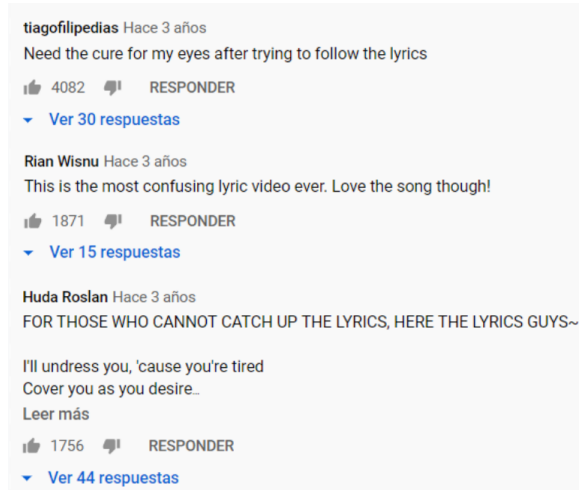 tiagofilipedias Hace 3 años
Need the cure for my eyes after trying to follow the lyrics
4082 RESPONDER
Ver 30 respuestas
Rian Wisnu Hace 3 años
This is the most confusing lyric video ever. Love the song though!
1871 RESPONDER
Ver 15 respuestas
Huda Roslan Hace 3 años
FOR THOSE WHO CANNOT CATCH UP THE LYRICS, HERE THE LYRICS GUYS~
I'll undress you, 'cause you're tired
Cover you as you desire...
Leer más
1756 RESPONDER
Ver 44 respuestas